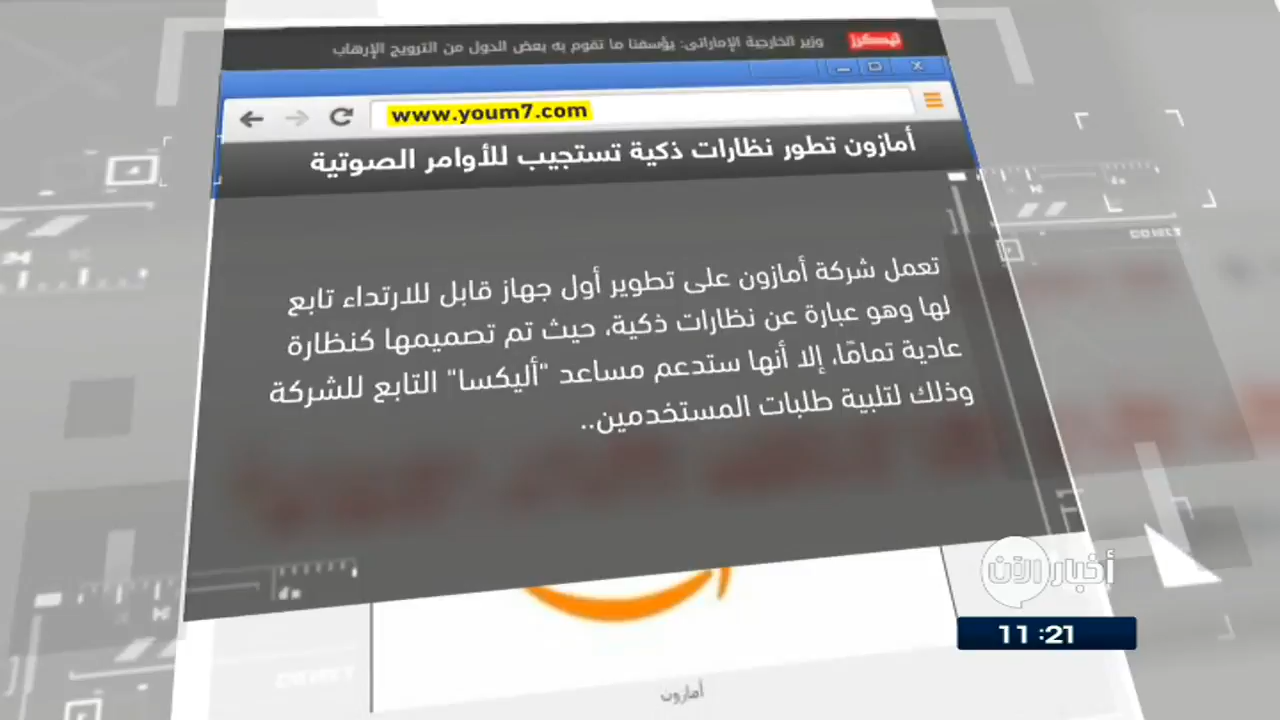 تيكرز
وزير الخارجية الإماراتى: يؤسفنا ما تقوم به بعض الدول من الترويج الإرهاب
www.youm7.com
أمازون تطور نظارات ذكية تستجيب للأوامر الصوتية
تعمل شركة أمازون على تطوير أول جهاز قابل للارتداء تابع
لها وهو عبارة عن نظارات ذكية، حيث تم تصميمها كنظارة
عادية تمامًا، إلا أنها ستدعم مساعد "أليكسا" التابع للشركة
وذلك لتلبية طلبات المستخدمين..
أخبار الآن
11:21
أمازون